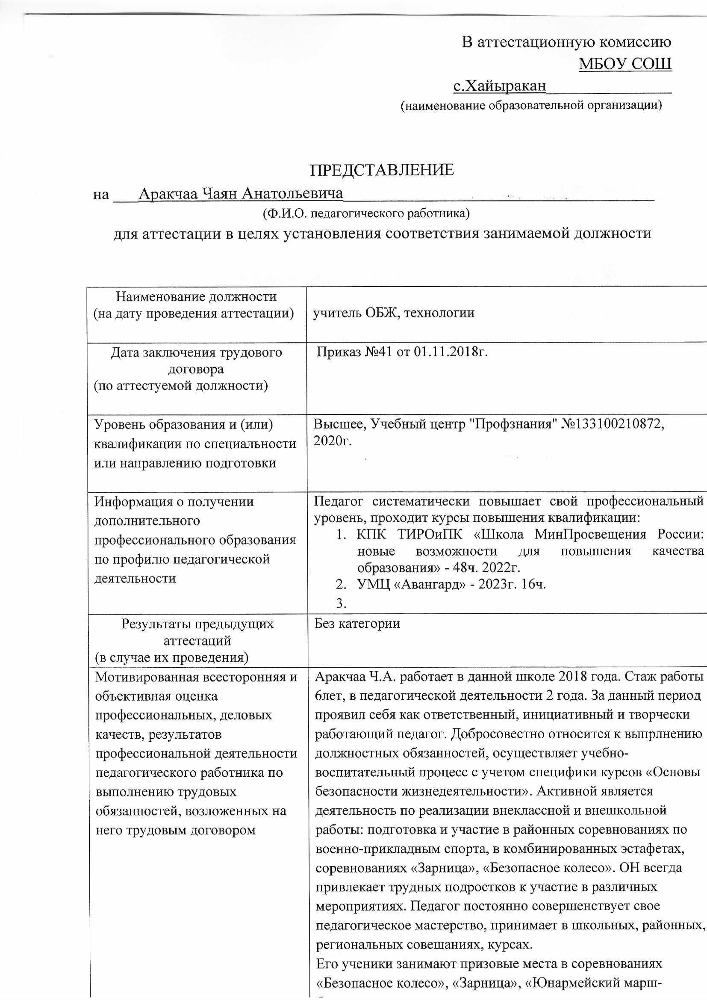 В аттестационную комиссию
МБОУ СОШ
с.Хайыракан
(наименование образовательной организации)
ПРЕДСТАВЛЕНИЕ
на Аракчаа Чаян Анатольевича
(Ф.И.О. педагогического работника)
для аттестации в целях установления соответствия занимаемой должности
Наименование должности
(на дату проведения аттестации)
учитель ОБЖ, технологии
Дата заключения трудового
договора
(по аттестуемой должности)
Приказ №41 от 01.11.2018г.
Уровень образования и (или)
квалификации по специальности
или направлению подготовки
Высшее, Учебный центр "Профзнания" №133100210872,
2020г.
Информация о получении
дополнительного
профессионального образования
по профилю педагогической
деятельности
Педагог систематически повышает свой профессиональный
уровень, проходит курсы повышения квалификации:
1. КПК ТИРОиПК «Школа МинПросвещения России:
новые возможности для повышения качества
образования» - 48ч. 2022г.
2. УМЦ «Авангард» - 2023г. 16ч.
3.
Результаты предыдущих
аттестаций
(в случае их проведения)
Без категории
Мотивированная всесторонняя и
объективная оценка
профессиональных, деловых
качеств, результатов
профессиональной деятельности
педагогического работника по
выполнению трудовых
обязанностей, возложенных на
него трудовым договором
Аракчаа Ч.А. работает в данной школе 2018 года. Стаж работы
6лет, в педагогической деятельности 2 года. За данный период
проявил себя как ответственный, инициативный и творчески
работающий педагог. Добросовестно относится к выпрлнению
должностных обязанностей, осуществляет учебно-
воспитательный процесс с учетом специфики курсов «Основы
безопасности жизнедеятельности». Активной является
деятельность по реализации внеклассной и внешкольной
работы: подготовка и участие в районных соревнованиях по
военно-прикладным спорта, в комбинированных эстафетах,
соревнованиях «Зарница», «Безопасное колесо». ОН всегда
привлекает трудных подростков к участие в различных
мероприятиях. Педагог постоянно совершенствует свое
педагогическое мастерство, принимает в школьных, районных,
региональных совещаниях, курсах.
Его ученики занимают призовые места в соревнованиях
«Безопасное колесо», «Зарница», «Юнармейский марш-